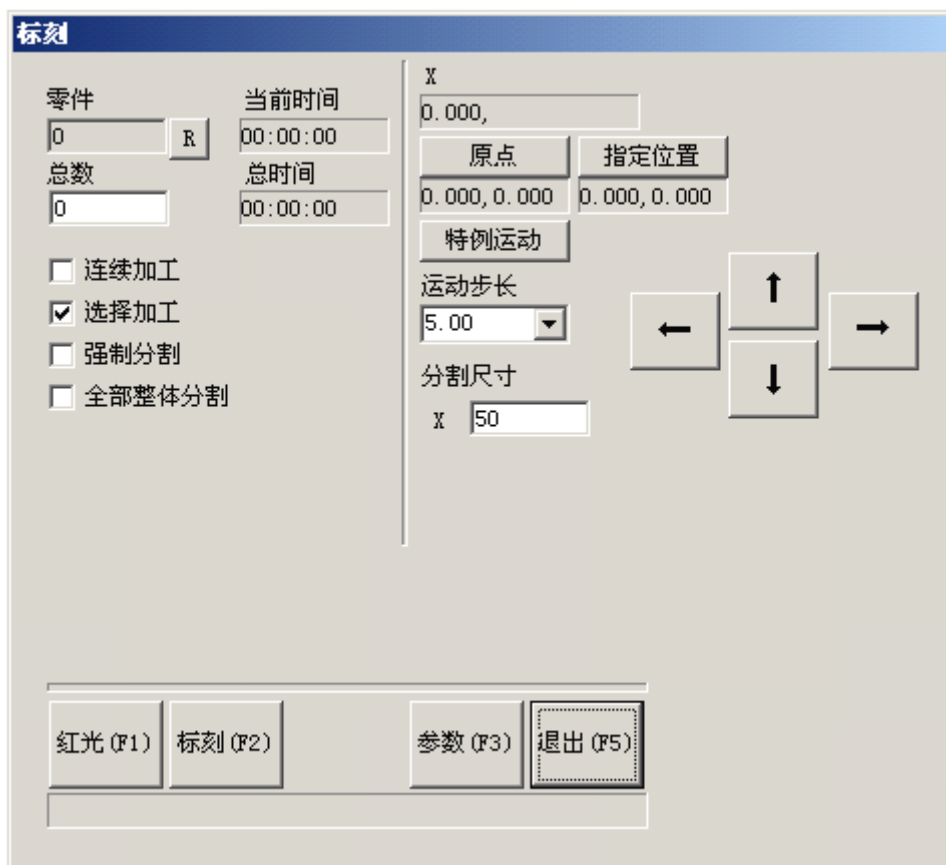 标刻
零件
当前时间
0
R
00:00:00
总数
总时间
0
00:00:00
连续加工
选择加工
强制分割
全部整体分割
X
0.000,
原点
指定位置
0.000,0.000
0.000,0.000
特例运动
运动步长
5.00
分割尺寸
X 50
红光(F1)
标刻(F2)
参数(F3)
退出(F5)